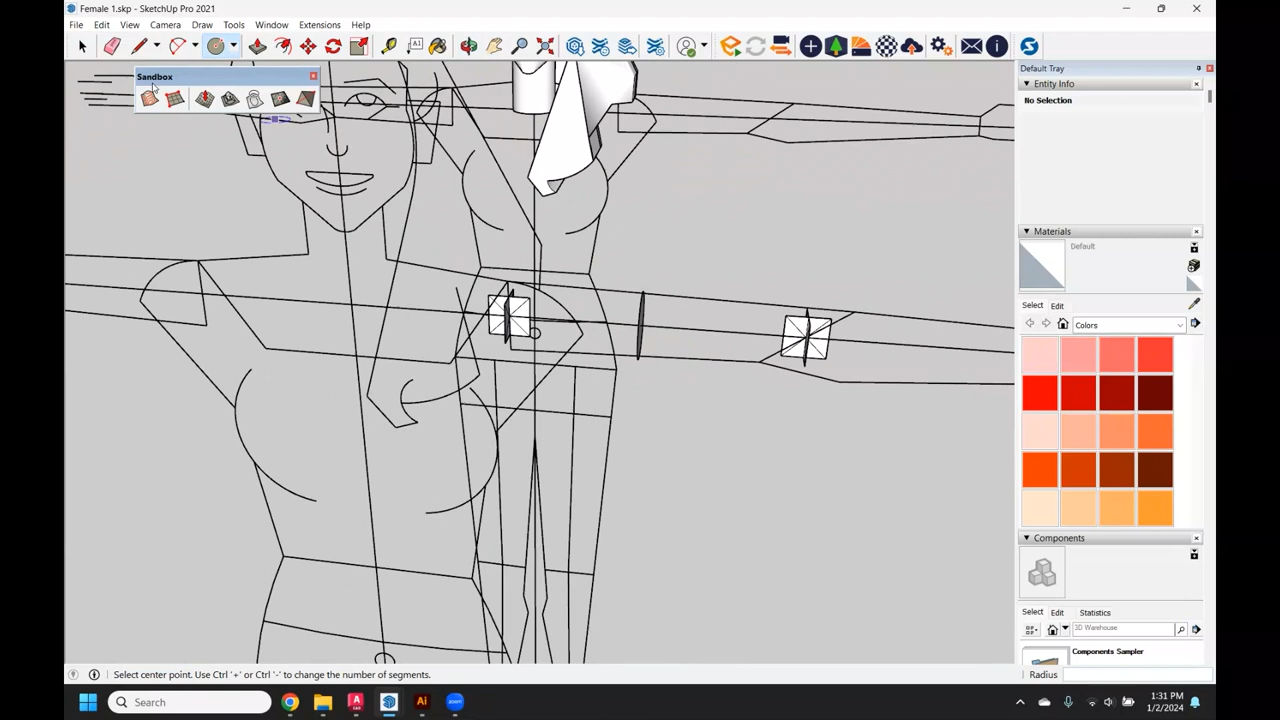 Female 1.skp - SketchUp Pro 2021
File Edit View Camera Draw Tools Window Extensions Help
Sandbox
Default Tray
Entity Info
No Selection
Materials
Default
Select Edit
Colors
Components
Select Edit Statistics
3D Warehouse
Components Sampler
Select center point. Use Ctrl '+' or Ctrl '-' to change the number of segments.
Radius
Search
1:31 PM
1/2/2024